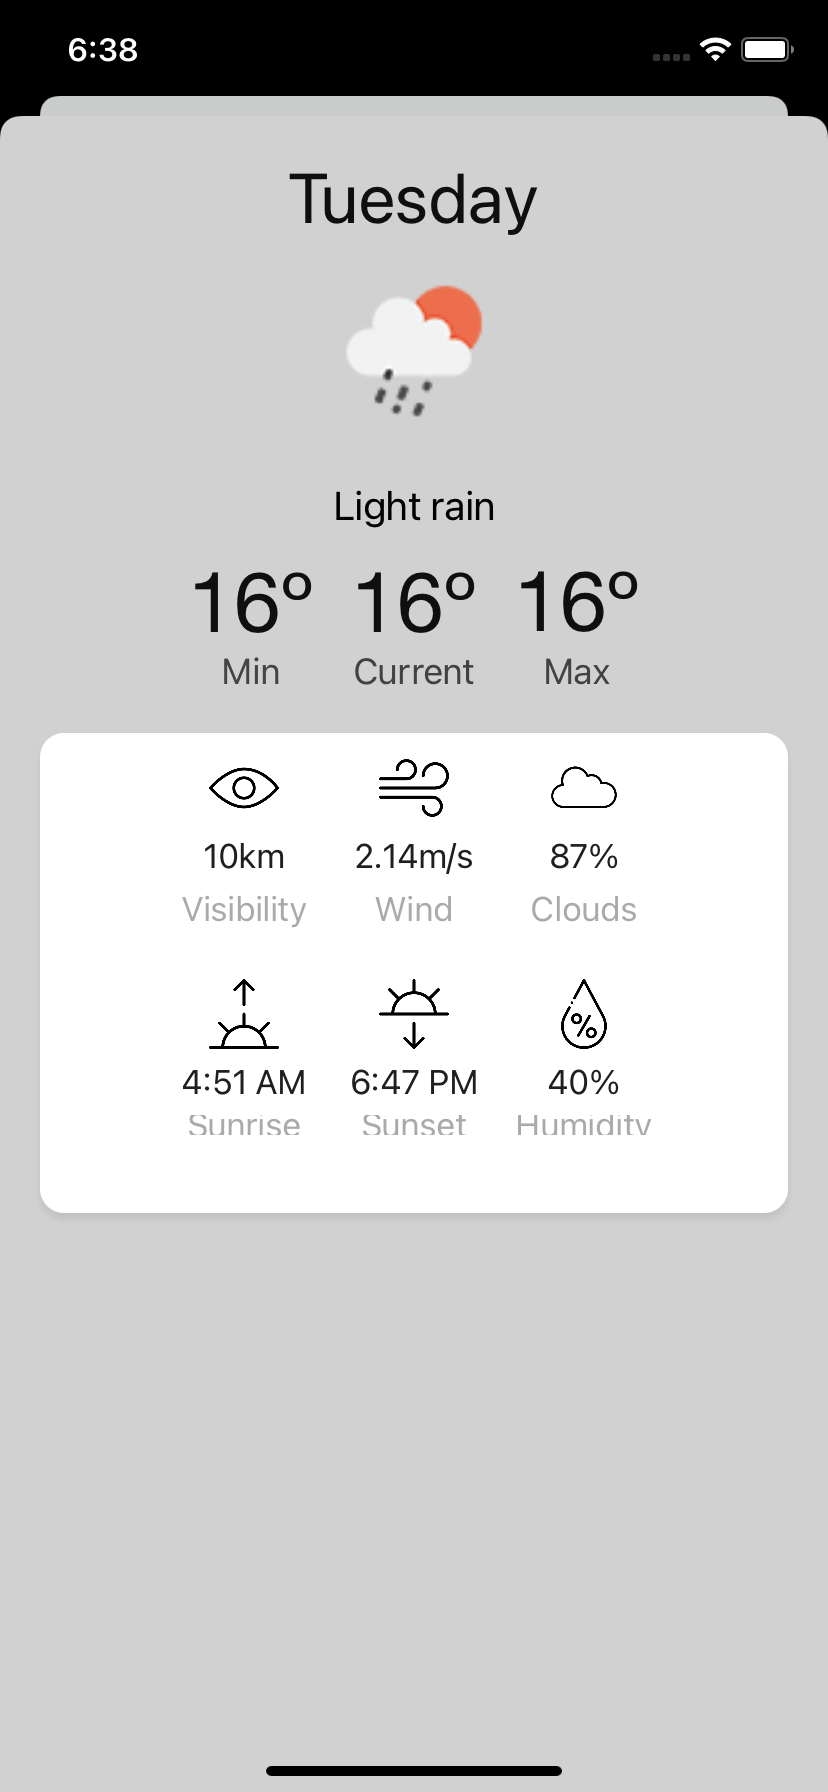 6:38
Tuesday
Light rain
16º 16º 16º
Min Current Max
10km 2.14m/s 87%
Visibility Wind Clouds
%
4:51 AM 6:47 PM 40%
Sunrise Sunset Humidity